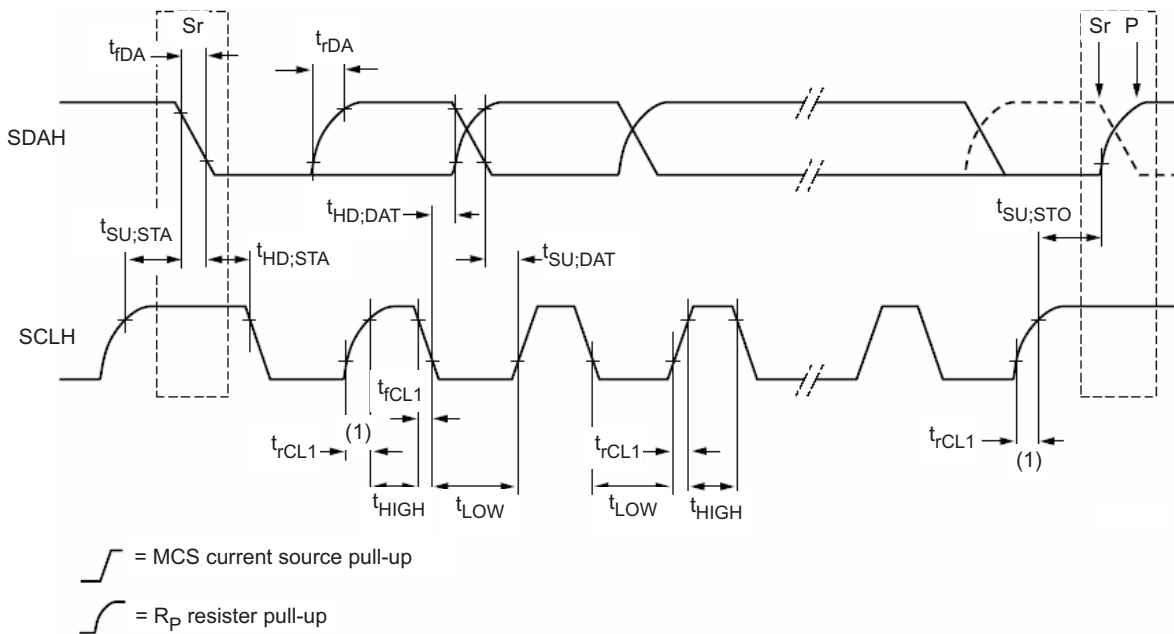 Sr
Sr P
tfDA
trDA
SDAH
tSU;STA
tHD;STA
tHD;DAT
tSU;DAT
tSU;STO
SCLH
tfCL1
(1)
trCL1
trCL1
trCL1
(1)
tHIGH
tLOW
tLOW
tHIGH
= MCS current source pull-up
= RP resister pull-up